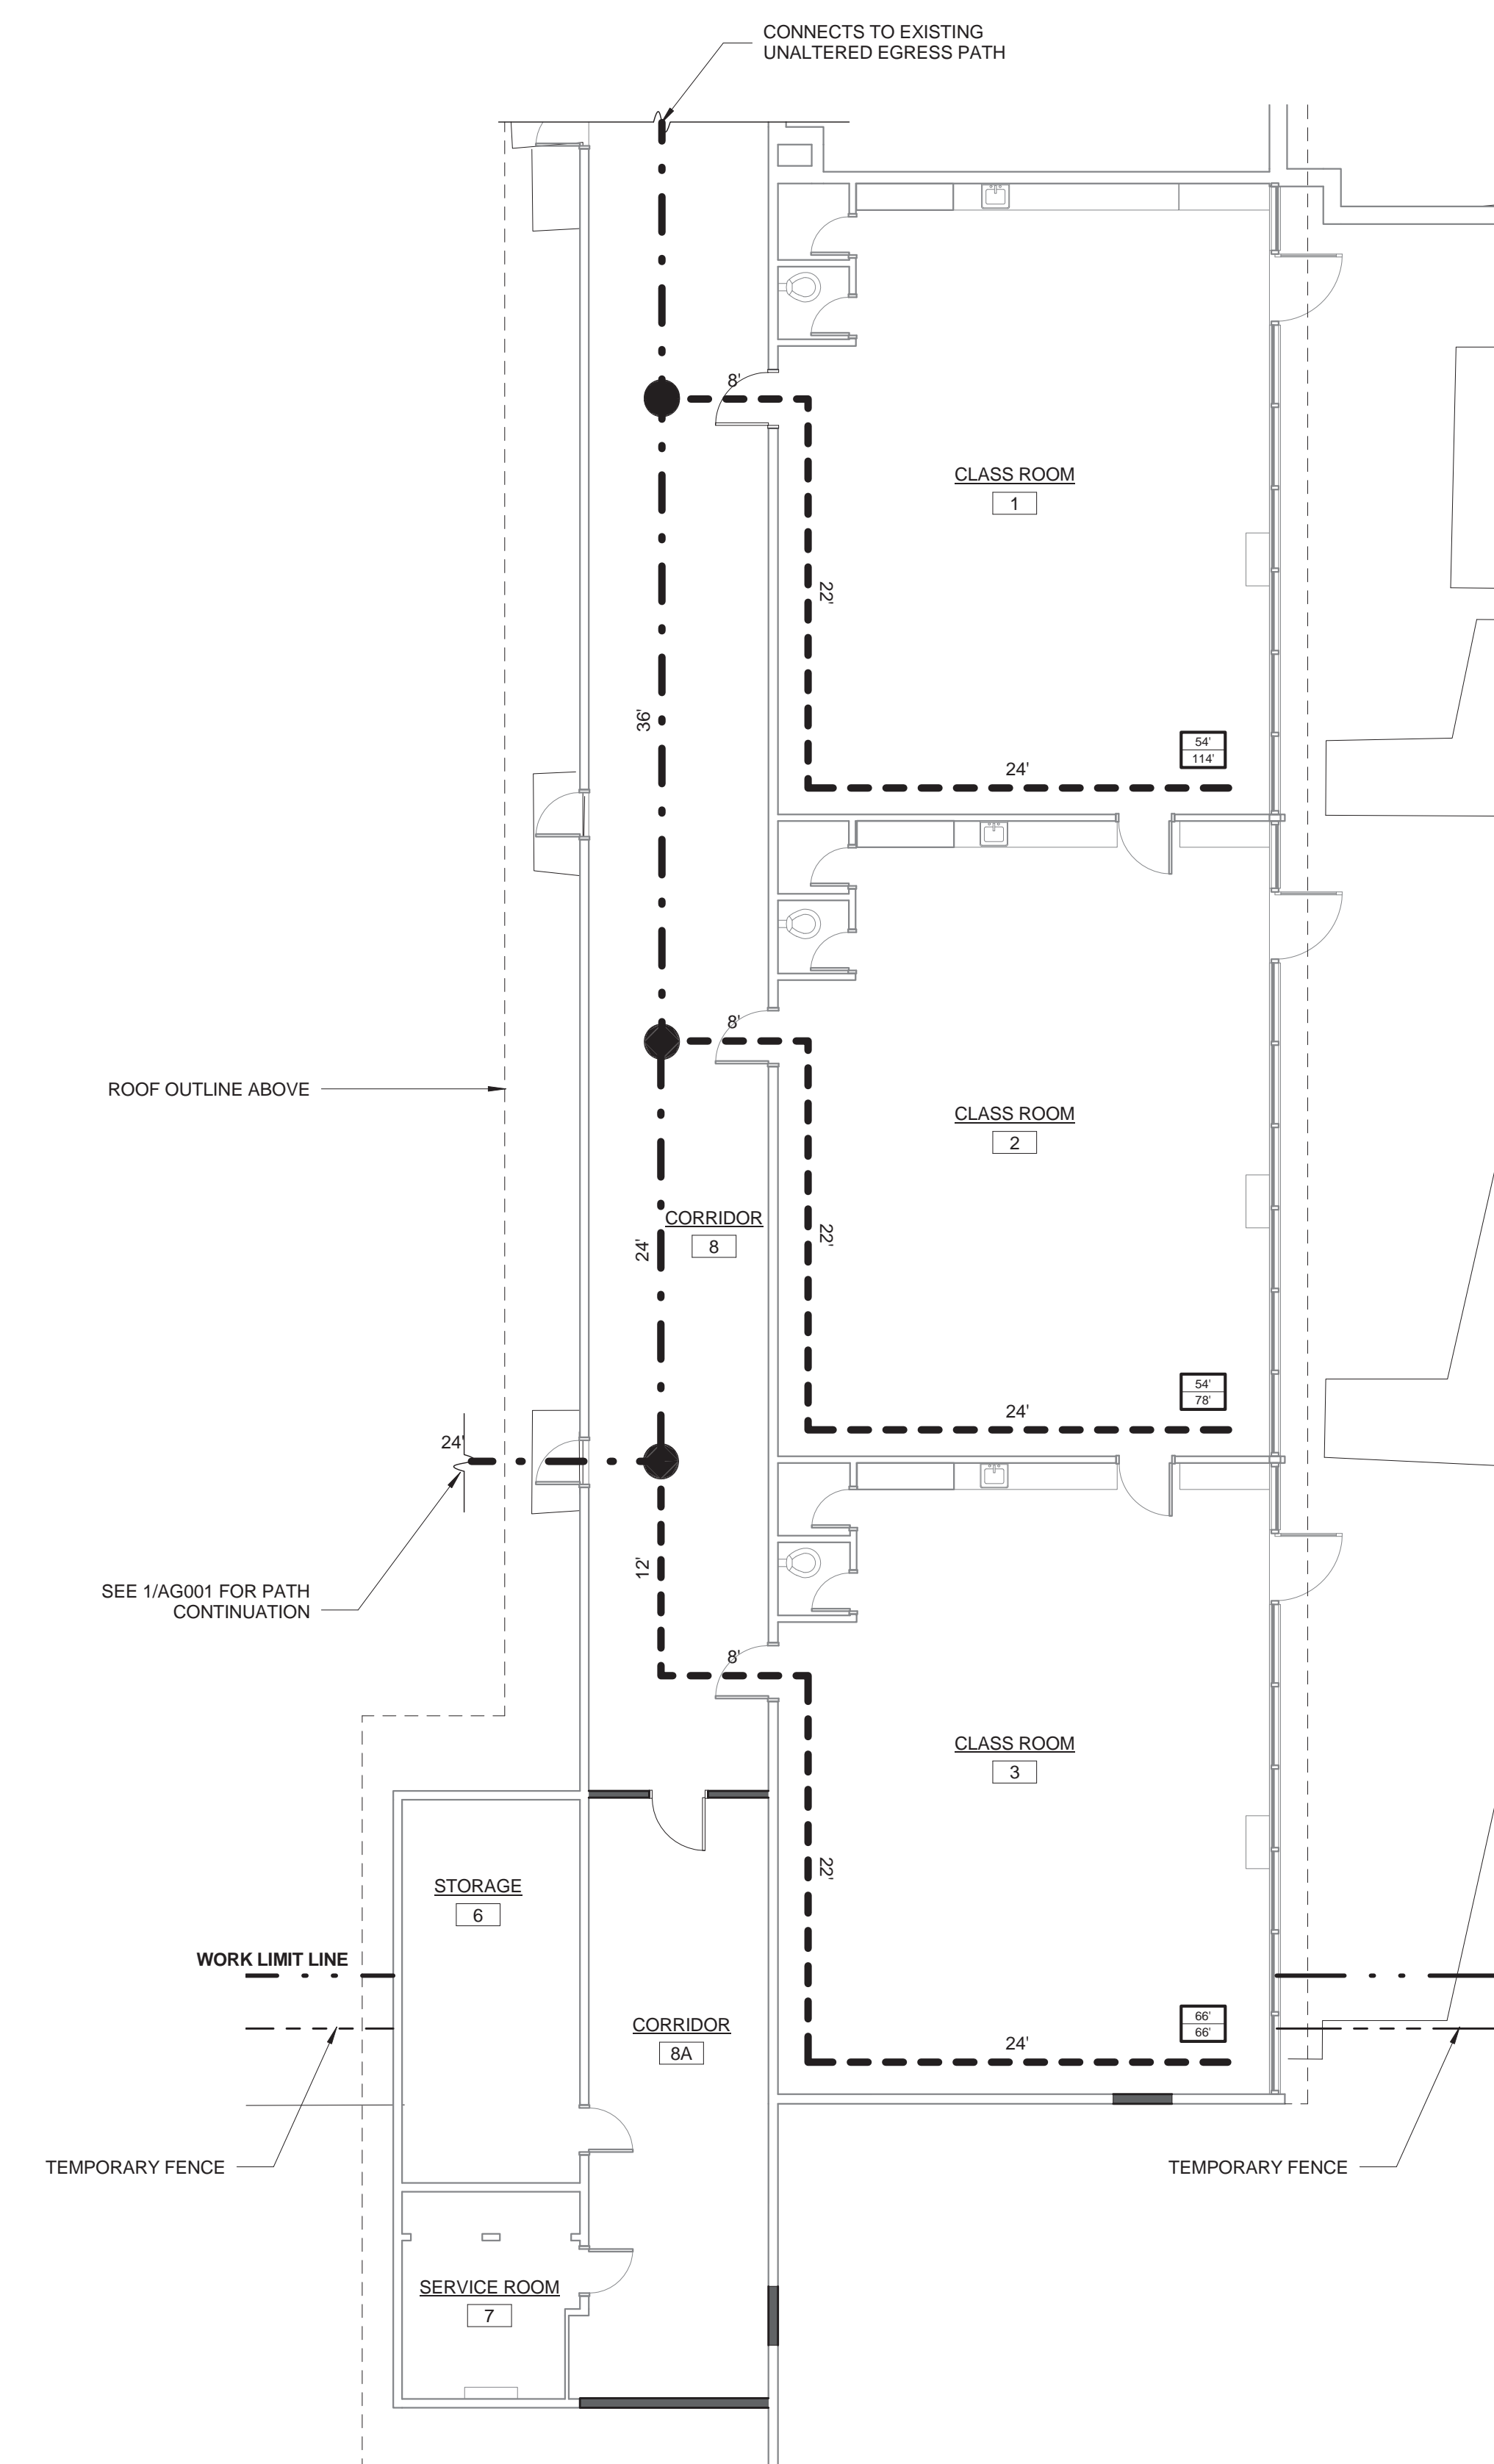 CONNECTS TO EXISTING
UNALTERED EGRESS PATH
8'
CLASS ROOM
1
22'
36'
54'
114'
24'
8'
ROOF OUTLINE ABOVE
CLASS ROOM
2
CORRIDOR
8
22'
24'
54'
78'
24'
24'
SEE 1/AG001 FOR PATH
CONTINUATION
12'
8'
CLASS ROOM
3
22'
STORAGE
6
WORK LIMIT LINE
CORRIDOR
8A
66'
66'
24'
TEMPORARY FENCE
TEMPORARY FENCE
SERVICE ROOM
7